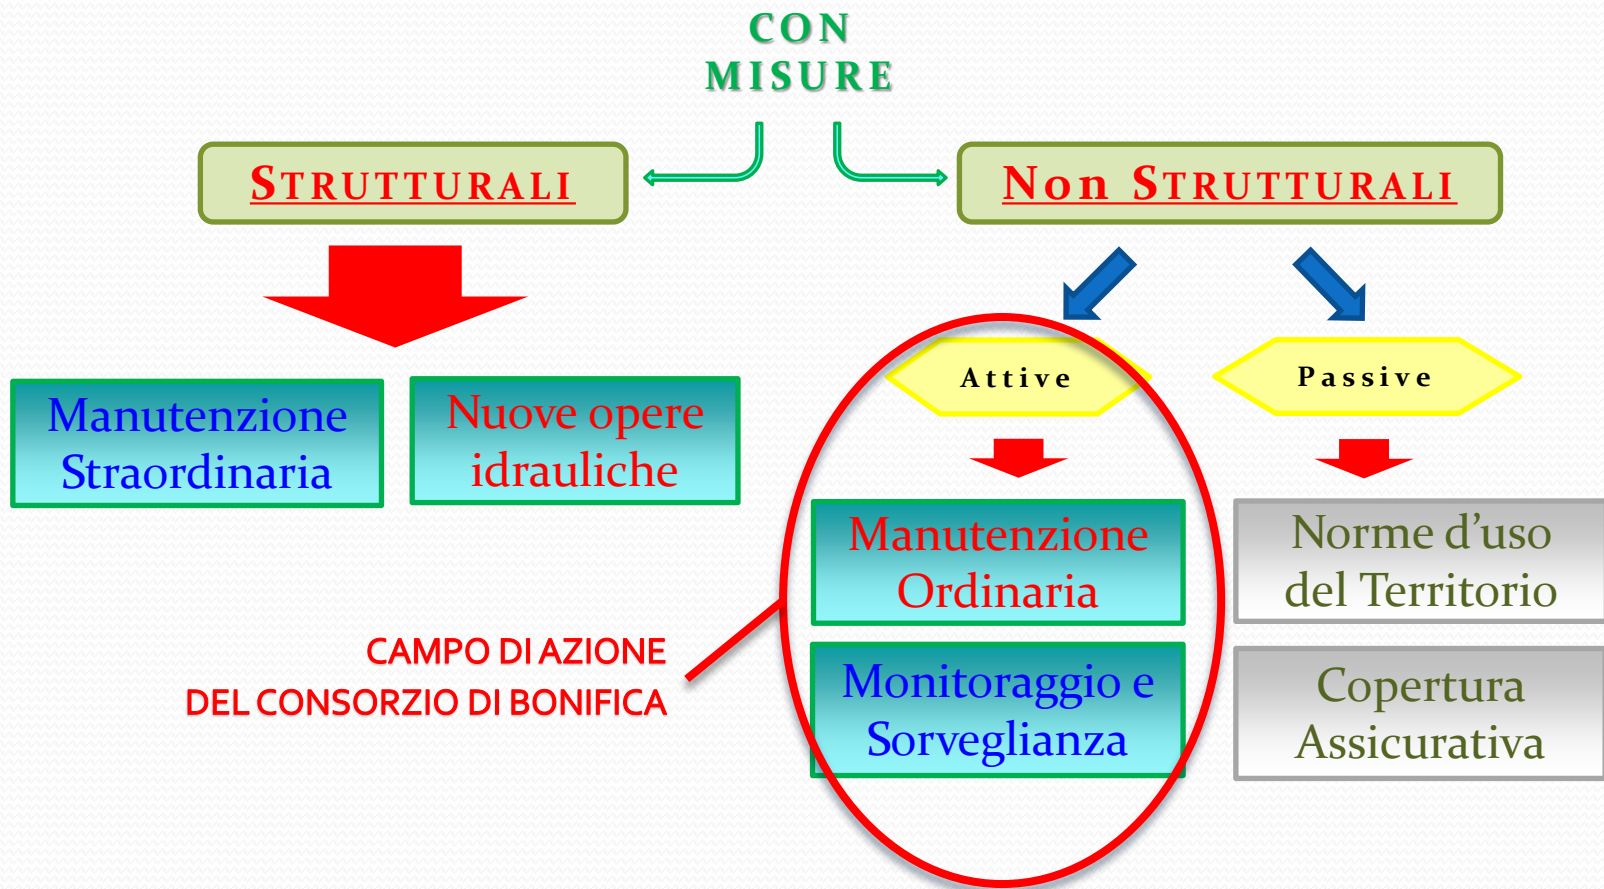 CON
MISURE
STRUTTURALI
Non STRUTTURALI
Attive
Passive
Manutenzione
Straordinaria
Nuove opere
idrauliche
Manutenzione
Ordinaria
Norme d’uso
del Territorio
CAMPO DI AZIONE
DEL CONSORZIO DI BONIFICA
Monitoraggio e
Sorveglianza
Copertura
Assicurativa